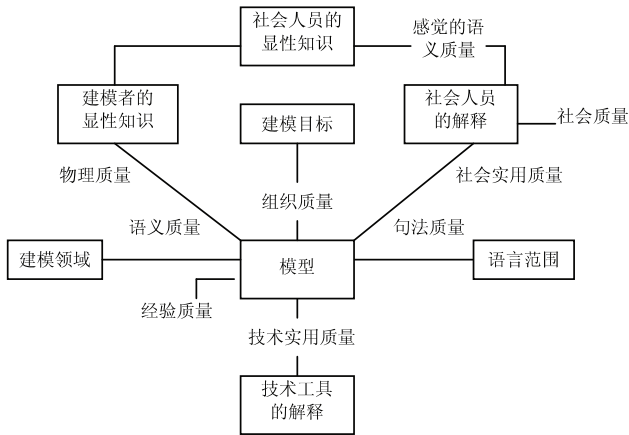 社会人员的
显性知识
感觉的语
义质量
建模者的
显性知识
建模目标
社会人员
的解释
社会质量
物理质量
社会实用质量
组织质量
语义质量
句法质量
建模领域
模型
语言范围
经验质量
技术实用质量
技术工具
的解释